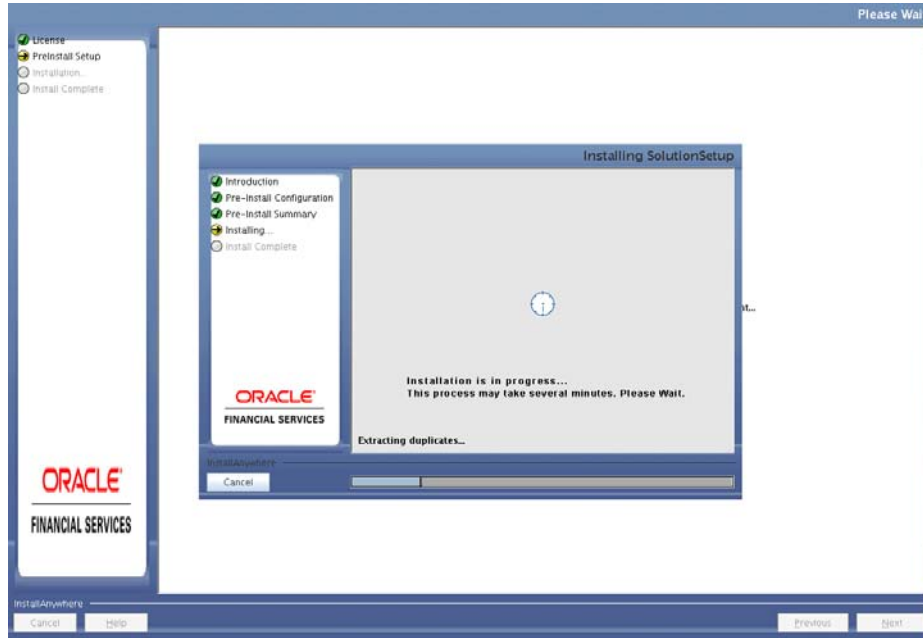 Please Wai
License
PreInstall Setup
Installation...
Install Complete
Installing SolutionSetup
Introduction
Pre-Install Configuration
Pre-Install Summary
Installing...
Install Complete
nt...
Installation is in progress...
This process may take several minutes. Please Wait.
ORACLE
FINANCIAL SERVICES
Extracting duplicates...
InstallAnywhere
Cancel
ORACLE
FINANCIAL SERVICES
InstallAnywhere
Cancel Help Previous Next